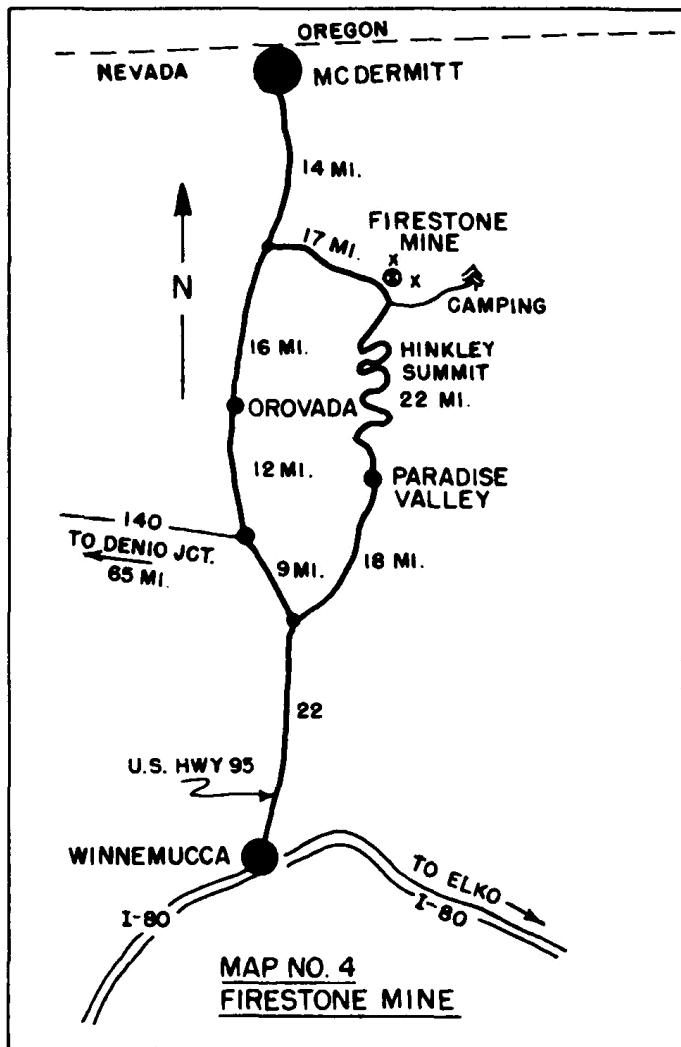 OREGON
NEVADA
MCDERMITT
14 MI.
17 MI.
FIRESTONE
MINE
x
x
N
CAMPING
16 MI.
HINKLEY
SUMMIT
22 MI.
OROVADA
12 MI.
PARADISE
VALLEY
140
TO DENIO JCT.
65 MI.
9 MI.
18 MI.
22
U.S. HWY 95
WINNEMUCCA
TO ELKO
I-80
I-80
MAP NO. 4
FIRESTONE MINE